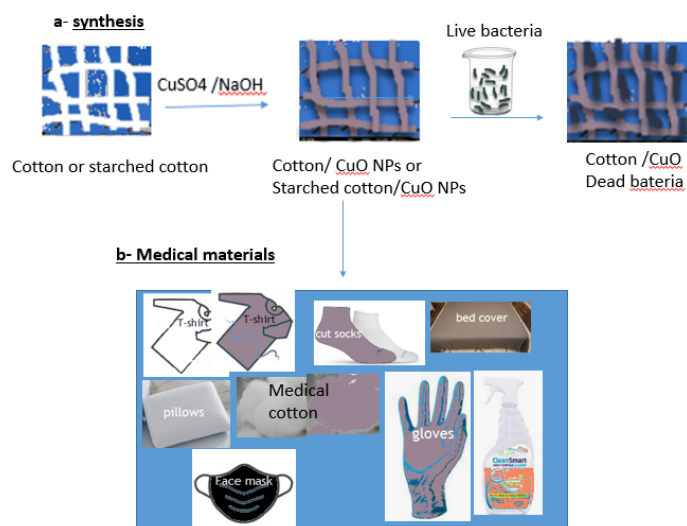 a- synthesis
Live bacteria
CuSO4 /NaOH
Cotton or starched cotton
Cotton/ CuO NPs or
Starched cotton/CuO NPs
Cotton /CuO
Dead bateria
b- Medical materials
T-shirt
T-shirt
cut socks
bed cover
pillows
Medical
cotton
gloves
CleanSmart
Face mask